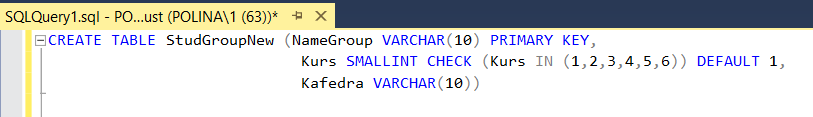 SQLQuery1.sql - PO...ust (POLINA\1 (63))*
CREATE TABLE StudGroupNew (NameGroup VARCHAR(10) PRIMARY KEY,
Kurs SMALLINT CHECK (Kurs IN (1,2,3,4,5,6)) DEFAULT 1,
Kafedra VARCHAR(10))